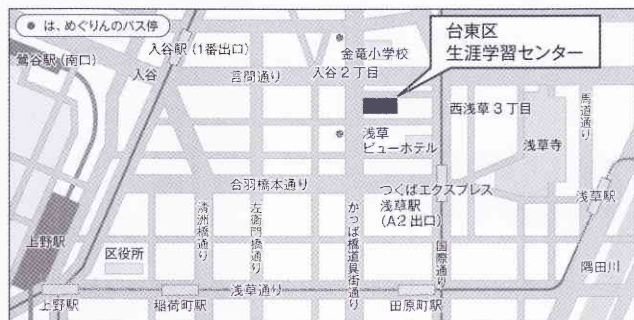 ● は、めぐりんのバス停
台東区
生涯学習センター
入谷駅(1番出口)
金竜小学校
鶯谷駅(南口)
入谷
言問通り
入谷2丁目
西浅草3丁目
馬道通り
浅草
ビューホテル
浅草寺
合羽橋本通り
つくばエクスプレス
浅草駅
(A2出口)
浅草駅
清洲橋通り
左衛門橋通り
かっぱ橋道具街通り
国際通り
上野駅
区役所
隅田川
浅草通り
上野駅
稲荷町駅
田原町駅